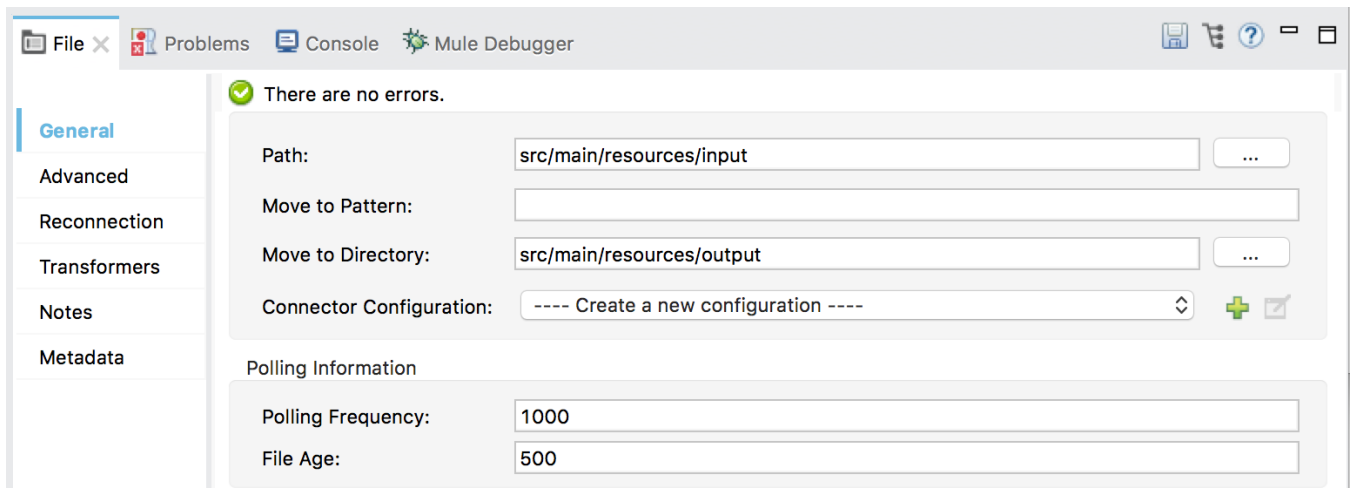 File Problems Console Mule Debugger
There are no errors.
General
Advanced
Reconnection
Transformers
Notes
Metadata
Path: src/main/resources/input ...
Move to Pattern:
Move to Directory: src/main/resources/output ...
Connector Configuration: ---- Create a new configuration ----
Polling Information
Polling Frequency: 1000
File Age: 500